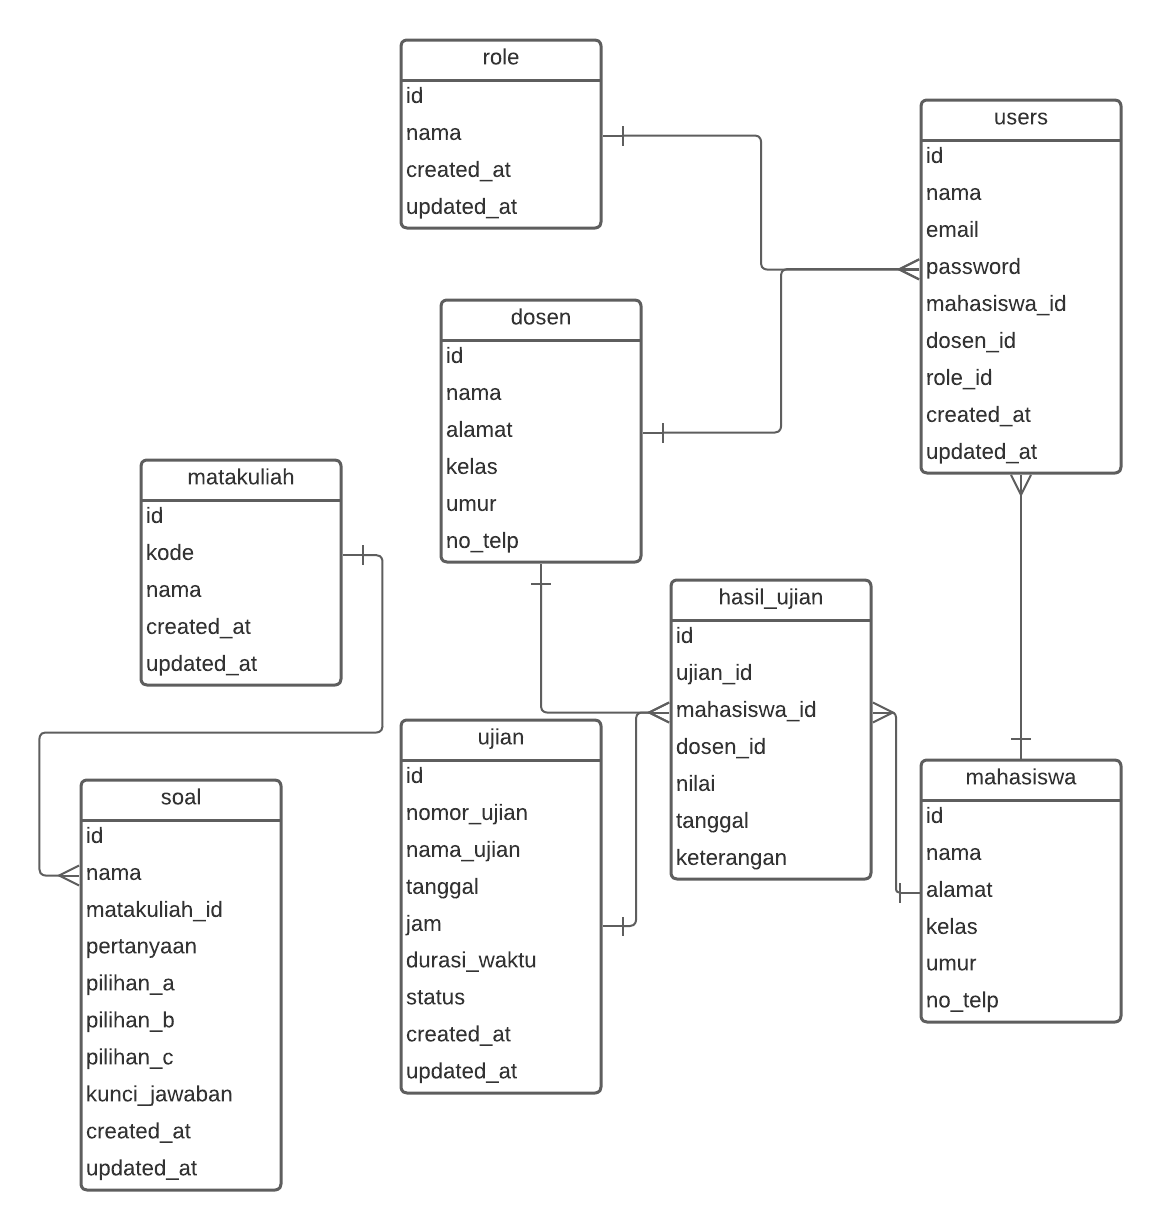 role
id
nama
created_at
updated_at
users
id
nama
email
password
mahasiswa_id
dosen_id
role_id
created_at
updated_at
dosen
id
nama
alamat
kelas
umur
no_telp
matakuliah
id
kode
nama
created_at
updated_at
hasil_ujian
id
ujian_id
mahasiswa_id
dosen_id
nilai
tanggal
keterangan
ujian
id
nomor_ujian
nama_ujian
tanggal
jam
durasi_waktu
status
created_at
updated_at
mahasiswa
id
nama
alamat
kelas
umur
no_telp
soal
id
nama
matakuliah_id
pertanyaan
pilihan_a
pilihan_b
pilihan_c
kunci_jawaban
created_at
updated_at